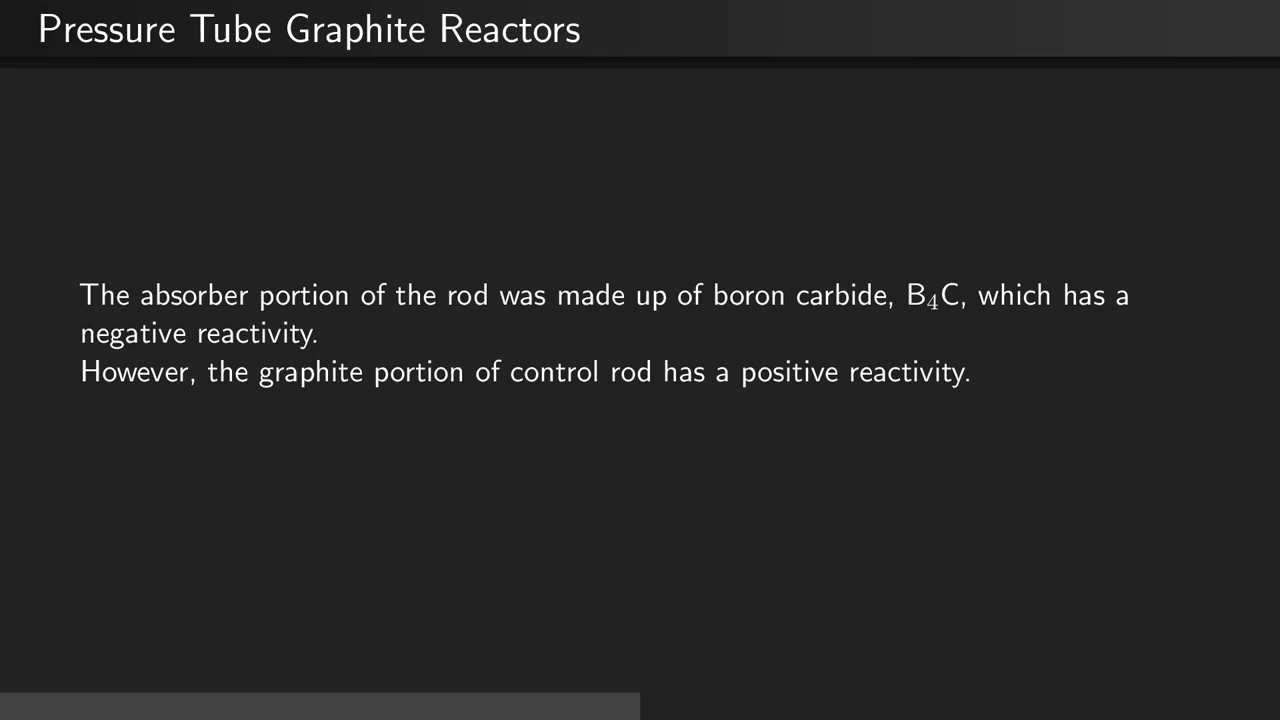 Pressure Tube Graphite Reactors
The absorber portion of the rod was made up of boron carbide, B₄C, which has a
negative reactivity.
However, the graphite portion of control rod has a positive reactivity.